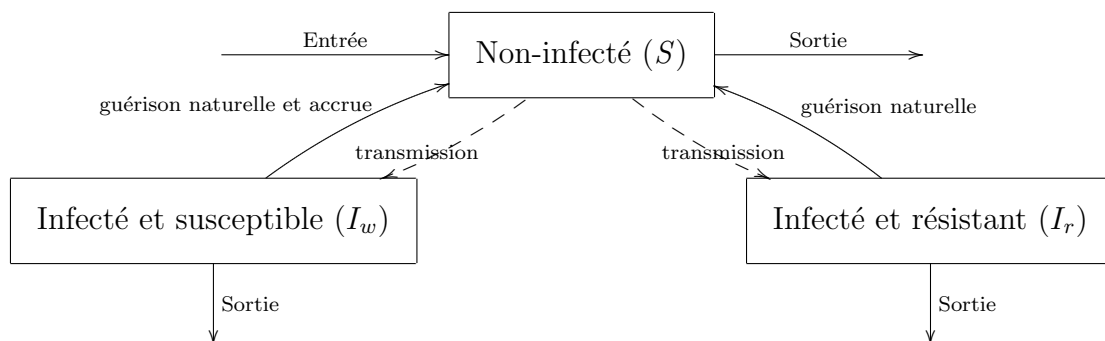 Entrée
Non-infecté (S)
Sortie
guérison naturelle et accrue
guérison naturelle
transmission
transmission
Infecté et susceptible (I_w)
Infecté et résistant (I_r)
Sortie
Sortie